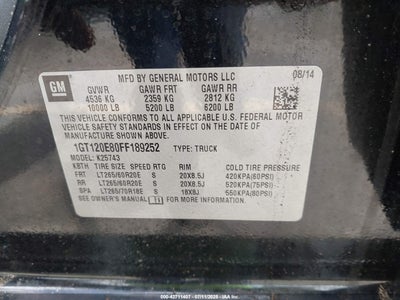 MFD BY GENERAL MOTORS LLC 08/14
GM
GVWR GAWR FRT GAWR RR
4536 KG 2359 KG 2812 KG
10000 LB 5200 LB 6200 LB
THIS VEHICLE CONFORMS TO ALL APPLICABLE U.S. FEDERAL MOTOR
VEHICLE SAFETY STANDARDS IN EFFECT ON THE DATE OF
MANUFACTURE SHOWN ABOVE.
1GT120E80FF189252 TYPE: TRUCK
MODEL: K25743
TIRE SIZE SPEED RTG RIM COLD TIRE PRESSURE
FRT LT265/60R20E S 20X8.5J 420KPA(60PSI)
RR LT265/60R20E S 20X8.5J 520KPA(75PSI)
SPA LT265/70R18E S 18X8J 550KPA(80PSI)
SEE OWNER'S MANUAL FOR MORE INFORMATION.
IAA Inc.